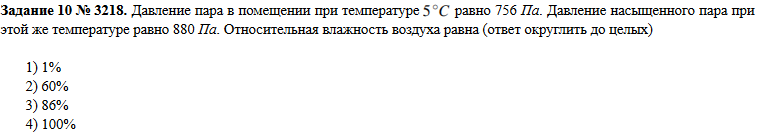 Задание 10 № 3218. Давление пара в помещении при температуре 5°C равно 756 Па. Давление насыщенного пара при
этой же температуре равно 880 Па. Относительная влажность воздуха равна (ответ округлить до целых)
1) 1%
2) 60%
3) 86%
4) 100%